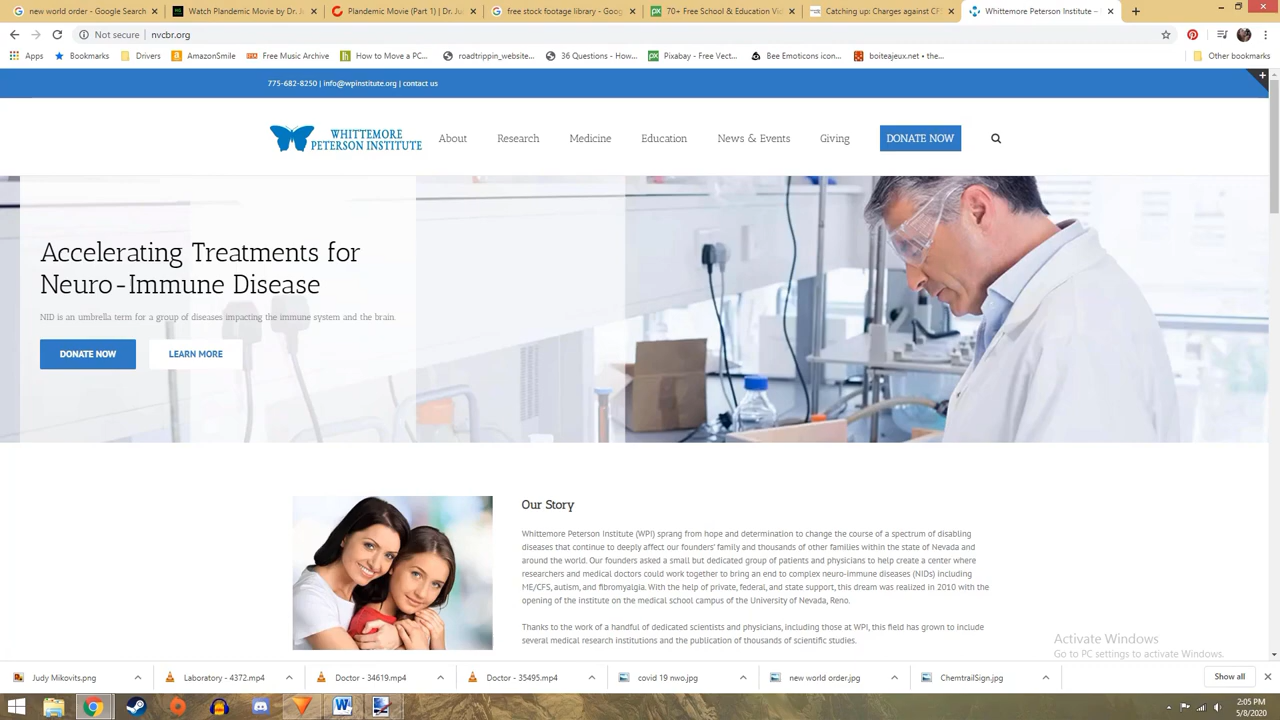 new world order - Google Search
Watch Plandemic Movie by Dr. J
Plandemic Movie (Part 1) | Dr. Ju
free stock footage library - Goog
70+ Free School & Education Vid
Catching up: Charges against CF
Whittemore Peterson Institute –
Not secure | nvcbr.org
Apps
Bookmarks
Drivers
AmazonSmile
Free Music Archive
How to Move a PC...
roadtrippin_website...
36 Questions - How...
Pixabay - Free Vect...
Bee Emoticons icon...
boiteajeux.net • the...
Other bookmarks
775-682-8250 | info@wpinstitute.org | contact us
WHITTEMORE
PETERSON INSTITUTE
About
Research
Medicine
Education
News & Events
Giving
DONATE NOW
Accelerating Treatments for
Neuro-Immune Disease
NID is an umbrella term for a group of diseases impacting the immune system and the brain.
DONATE NOW
LEARN MORE
Our Story
Whittemore Peterson Institute (WPI) sprang from hope and determination to change the course of a spectrum of disabling
diseases that continue to deeply affect our founders' family and thousands of other families within the state of Nevada and
around the world. Our founders asked a small but dedicated group of patients and physicians to help create a center where
researchers and medical doctors could work together to bring an end to complex neuro-immune diseases (NIDs) including
ME/CFS, autism, and fibromyalgia. With the help of private, federal, and state support, this dream was realized in 2010 with the
opening of the institute on the medical school campus of the University of Nevada, Reno.
Thanks to the work of a handful of dedicated scientists and physicians, including those at WPI, this field has grown to include
several medical research institutions and the publication of thousands of scientific studies.
Activate Windows
Go to PC settings to activate Windows.
Judy Mikovits.png
Laboratory - 4372.mp4
Doctor - 34619.mp4
Doctor - 35495.mp4
covid 19 nwo.jpg
new world order.jpg
ChemtrailSign.jpg
Show all
2:05 PM
5/8/2020